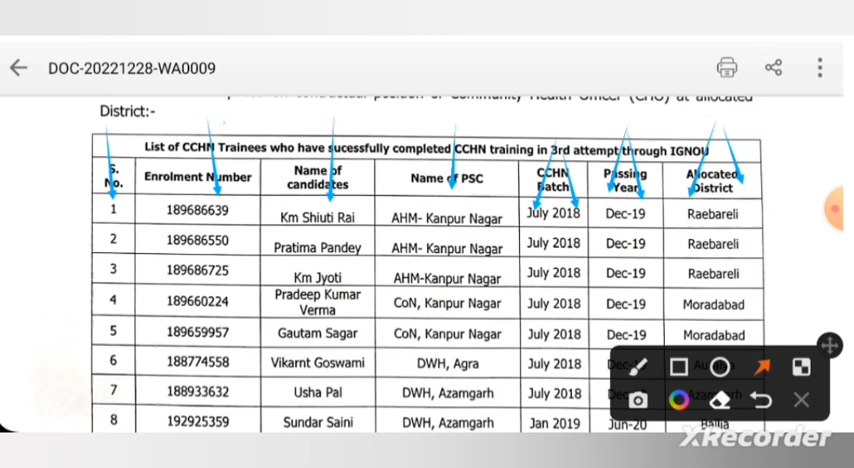 DOC-20221228-WA0009
District:-
List of CCHN Trainees who have sucessfully completed CCHN training in 3rd attempt through IGNOU
S. No. Enrolment Number Name of candidates Name of PSC CCHN Batch Passing Year Allocated District
1 189686639 Km Shiuti Rai AHM- Kanpur Nagar July 2018 Dec-19 Raebareli
2 189686550 Pratima Pandey AHM- Kanpur Nagar July 2018 Dec-19 Raebareli
3 189686725 Km Jyoti AHM-Kanpur Nagar July 2018 Dec-19 Raebareli
4 189660224 Pradeep Kumar Verma CoN, Kanpur Nagar July 2018 Dec-19 Moradabad
5 189659957 Gautam Sagar CoN, Kanpur Nagar July 2018 Dec-19 Moradabad
6 188774558 Vikarnt Goswami DWH, Agra July 2018
7 188933632 Usha Pal DWH, Azamgarh July 2018
8 192925359 Sundar Saini DWH, Azamgarh Jan 2019 Jun-20 Ballia
XRecorder